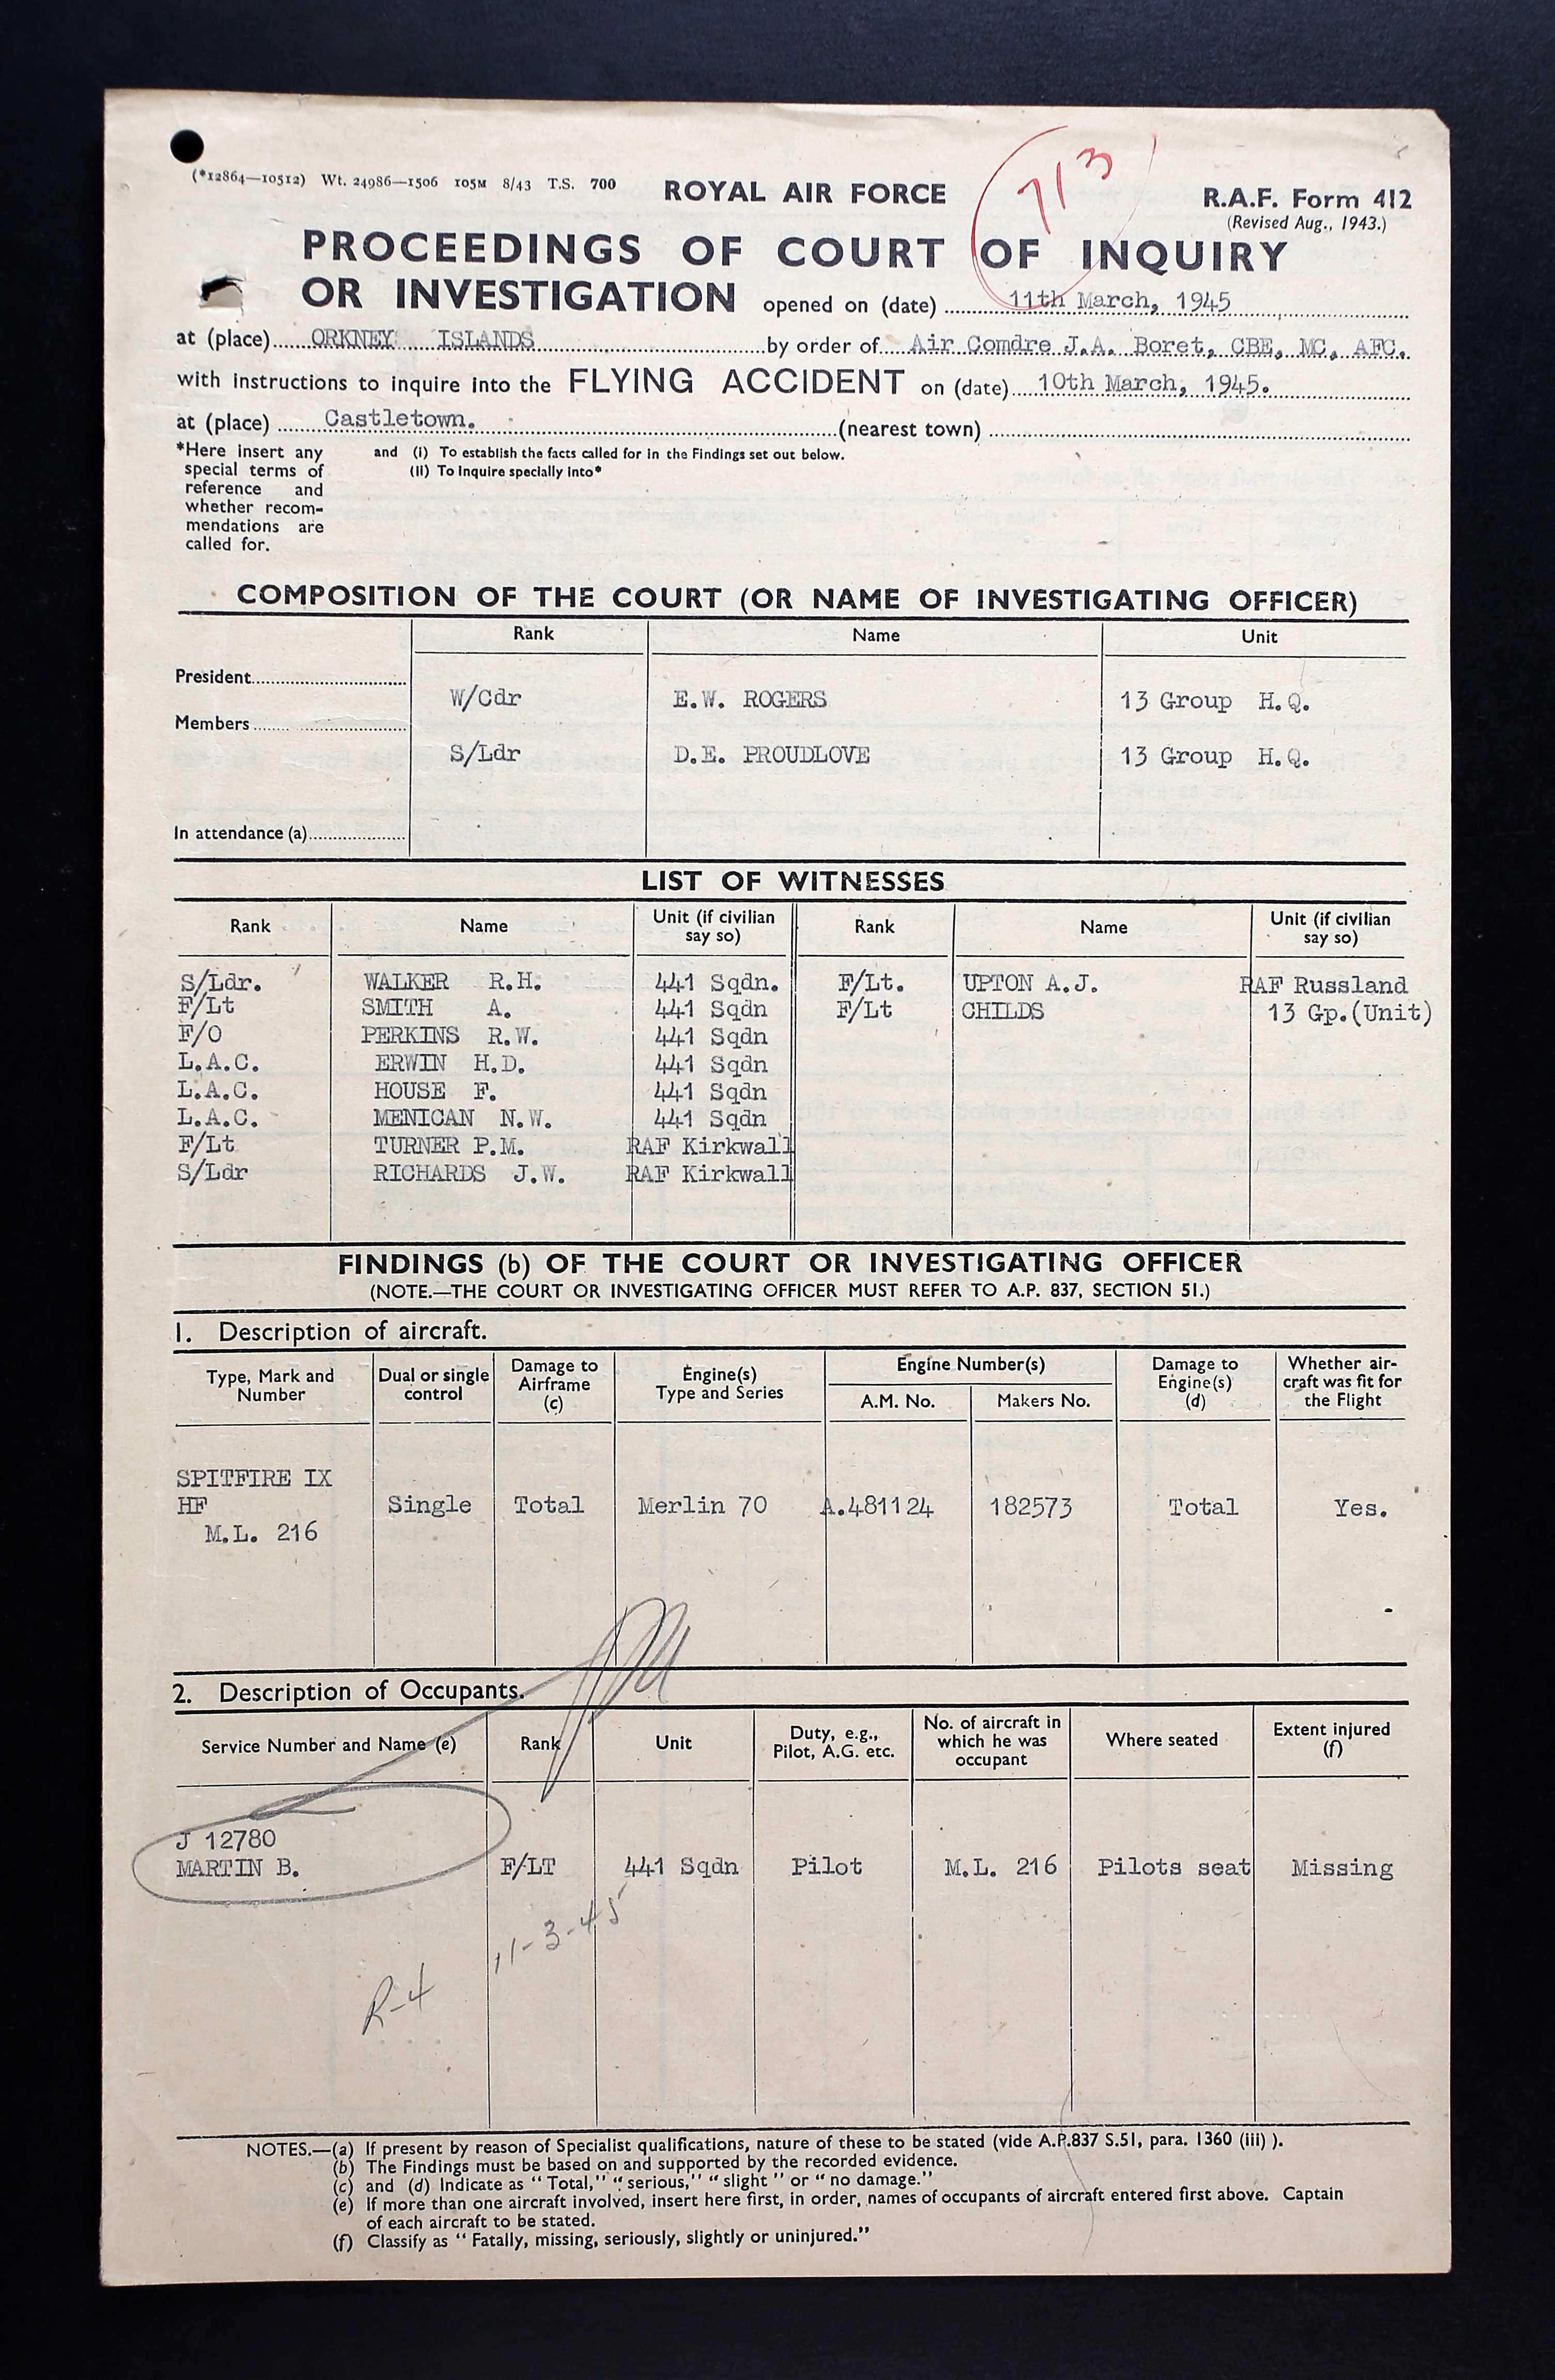 (*12864—10512) Wt. 24986—1506 105M 8/43 T.S. 700
ROYAL AIR FORCE
713
R.A.F. Form 412
(Revised Aug., 1943.)
PROCEEDINGS OF COURT OF INQUIRY
OR INVESTIGATION opened on (date) 11th March, 1945
at (place) ORKNEY ISLANDS by order of Air Comdre J.A. Boret, CBE, MC, AFC.
with instructions to inquire into the FLYING ACCIDENT on (date) 10th March, 1945.
at (place) Castletown. (nearest town)
*Here insert any special terms of reference and whether recommendations are called for.
and (i) To establish the facts called for in the Findings set out below.
(ii) To inquire specially into*
COMPOSITION OF THE COURT (OR NAME OF INVESTIGATING OFFICER)
Rank Name Unit
President
W/Cdr E.W. ROGERS 13 Group H.Q.
Members
S/Ldr D.E. PROUDLOVE 13 Group H.Q.
In attendance (a)
LIST OF WITNESSES
Rank Name Unit (if civilian say so) Rank Name Unit (if civilian say so)
S/Ldr. WALKER R.H. 441 Sqdn. F/Lt. UPTON A.J. RAF Russland
F/Lt SMITH A. 441 Sqdn F/Lt CHILDS 13 Gp.(Unit)
F/O PERKINS R.W. 441 Sqdn
L.A.C. ERWIN H.D. 441 Sqdn
L.A.C. HOUSE F. 441 Sqdn
L.A.C. MENICAN N.W. 441 Sqdn
F/Lt TURNER P.M. RAF Kirkwall
S/Ldr RICHARDS J.W. RAF Kirkwall
FINDINGS (b) OF THE COURT OR INVESTIGATING OFFICER
(NOTE.—THE COURT OR INVESTIGATING OFFICER MUST REFER TO A.P. 837, SECTION 51.)
1. Description of aircraft.
Type, Mark and Number Dual or single control Damage to Airframe (c) Engine(s) Type and Series Engine Number(s) A.M. No. Makers No. Damage to Engine(s) (d) Whether aircraft was fit for the Flight
SPITFIRE IX
HF Single Total Merlin 70 A.481124 182573 Total Yes.
M.L. 216
2. Description of Occupants.
Service Number and Name (e) Rank Unit Duty, e.g., Pilot, A.G. etc. No. of aircraft in which he was occupant Where seated Extent injured (f)
J 12780
MARTIN B. F/LT 441 Sqdn Pilot M.L. 216 Pilots seat Missing
11-3-45
R-4
NOTES.—(a) If present by reason of Specialist qualifications, nature of these to be stated (vide A.P.837 S.51, para. 1360 (iii) ).
(b) The Findings must be based on and supported by the recorded evidence.
(c) and (d) Indicate as "Total," "serious," "slight" or "no damage."
(e) If more than one aircraft involved, insert here first, in order, names of occupants of aircraft entered first above. Captain
of each aircraft to be stated.
(f) Classify as "Fatally, missing, seriously, slightly or uninjured."